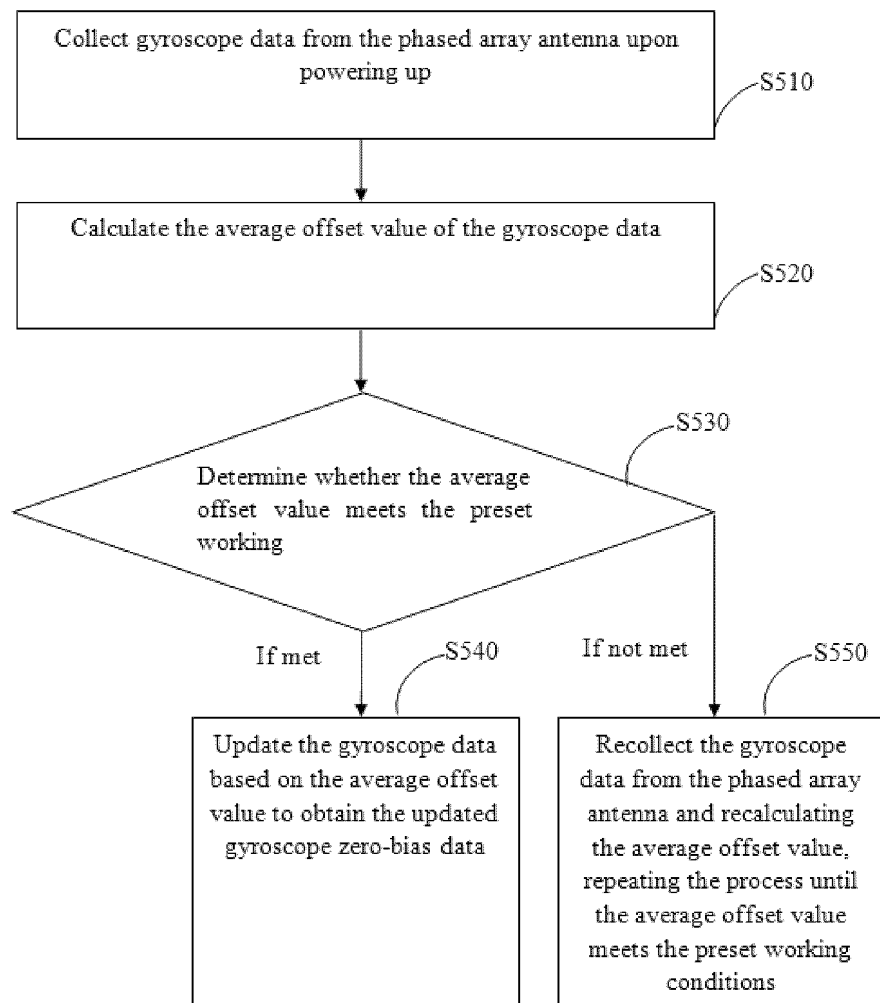 Collect gyroscope data from the phased array antenna upon
powering up
S510
Calculate the average offset value of the gyroscope data
S520
S530
Determine whether the average
offset value meets the preset
working
If met
S540
If not met
S550
Update the gyroscope data
based on the average offset
value to obtain the updated
gyroscope zero-bias data
Recollect the gyroscope
data from the phased array
antenna and recalculating
the average offset value,
repeating the process until
the average offset value
meets the preset working
conditions